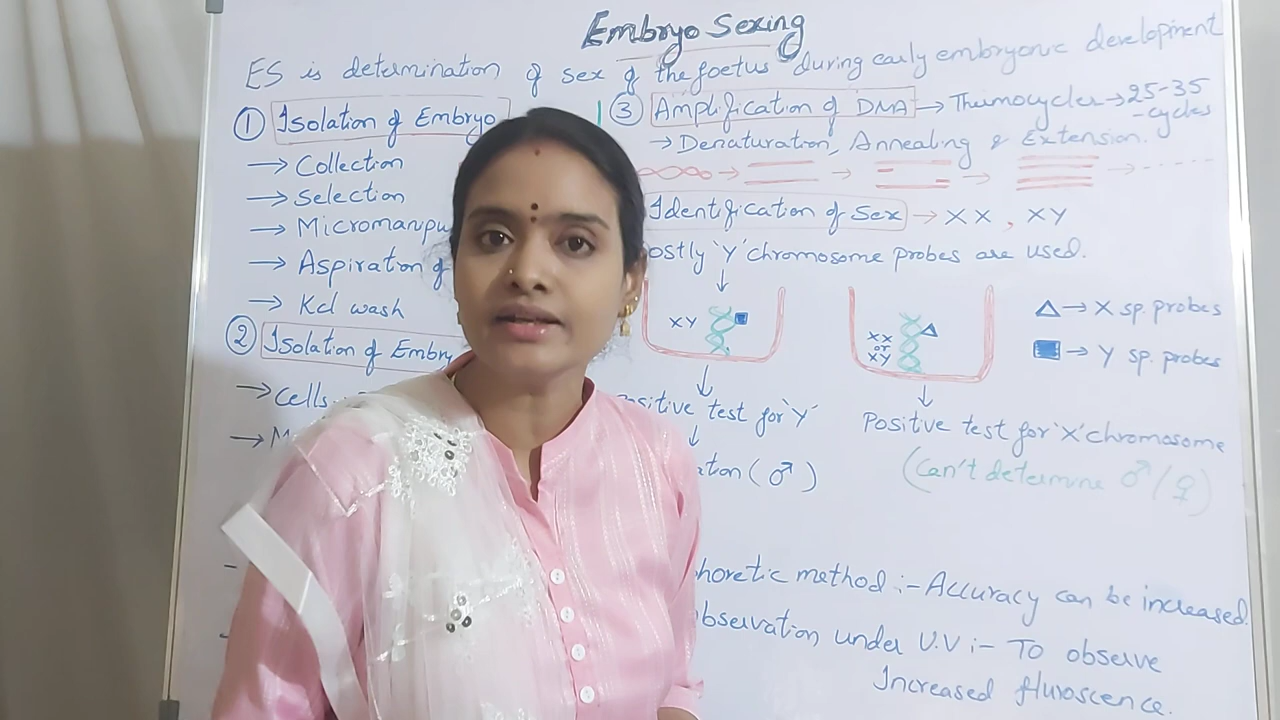 Embryo Sexing
ES is determination of sex of the foetus during early embryonic development
① Isolation of Embryo
→ Collection
→ Selection
→ Micromanipu
→ Aspiration of
→ Kcl wash
② Isolation of Embry
→ Cells
→ M
③ Amplification of DNA → Thermocycler → 25-35
-cycles
→ Denaturation, Annealing & Extension.
Identification of Sex → XX, XY
ostly 'Y' chromosome probes are used.
XY
XX
or
XY
△ → X sp. probes
■ → Y sp. probes
sitive test for 'Y'
ation (♂)
Positive test for 'X' chromosome
(Can't determine ♂/♀)
horetic method :- Accuracy can be increased.
bservation under U.V :- To observe
Increased fluroscence.